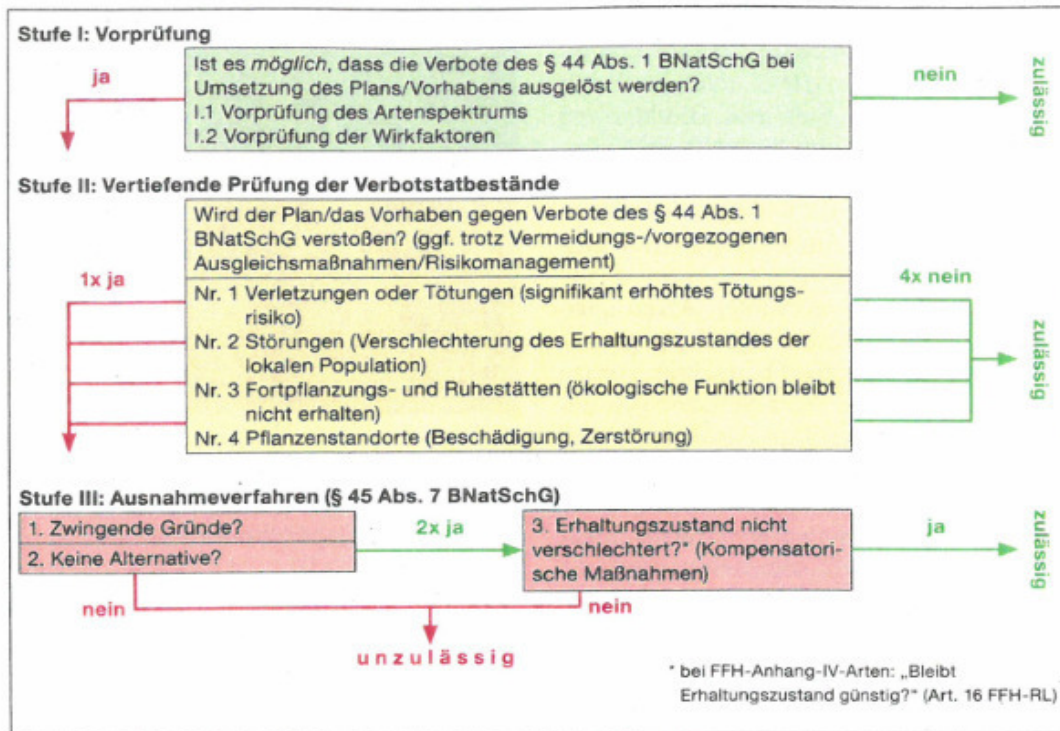 Stufe I: Vorprüfung
ja
Ist es möglich, dass die Verbote des § 44 Abs. 1 BNatSchG bei
Umsetzung des Plans/Vorhabens ausgelöst werden?
I.1 Vorprüfung des Artenspektrums
I.2 Vorprüfung der Wirkfaktoren
nein
zulässig
Stufe II: Vertiefende Prüfung der Verbotstatbestände
Wird der Plan/das Vorhaben gegen Verbote des § 44 Abs. 1
BNatSchG verstoßen? (ggf. trotz Vermeidungs-/vorgezogenen
Ausgleichsmaßnahmen/Risikomanagement)
1x ja
4x nein
Nr. 1 Verletzungen oder Tötungen (signifikant erhöhtes Tötungs-
risiko)
Nr. 2 Störungen (Verschlechterung des Erhaltungszustandes der
lokalen Population)
Nr. 3 Fortpflanzungs- und Ruhestätten (ökologische Funktion bleibt
nicht erhalten)
Nr. 4 Pflanzenstandorte (Beschädigung, Zerstörung)
zulässig
Stufe III: Ausnahmeverfahren (§ 45 Abs. 7 BNatSchG)
1. Zwingende Gründe?
2. Keine Alternative?
2x ja
3. Erhaltungszustand nicht
verschlechtert?* (Kompensatori-
sche Maßnahmen)
ja
zulässig
nein
nein
unzulässig
* bei FFH-Anhang-IV-Arten: „Bleibt
Erhaltungszustand günstig?" (Art. 16 FFH-RL)